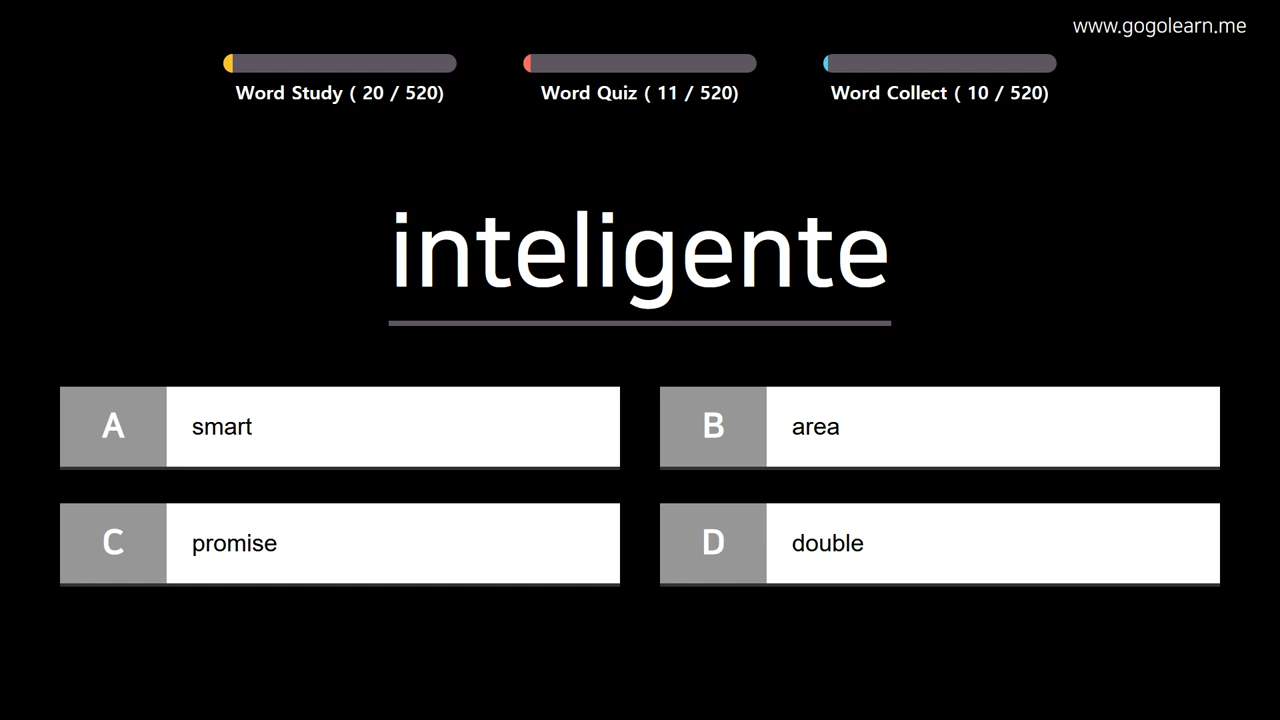 www.gogolearn.me
Word Study ( 20 / 520)
Word Quiz ( 11 / 520)
Word Collect ( 10 / 520)
inteligente
A
smart
B
area
C
promise
D
double